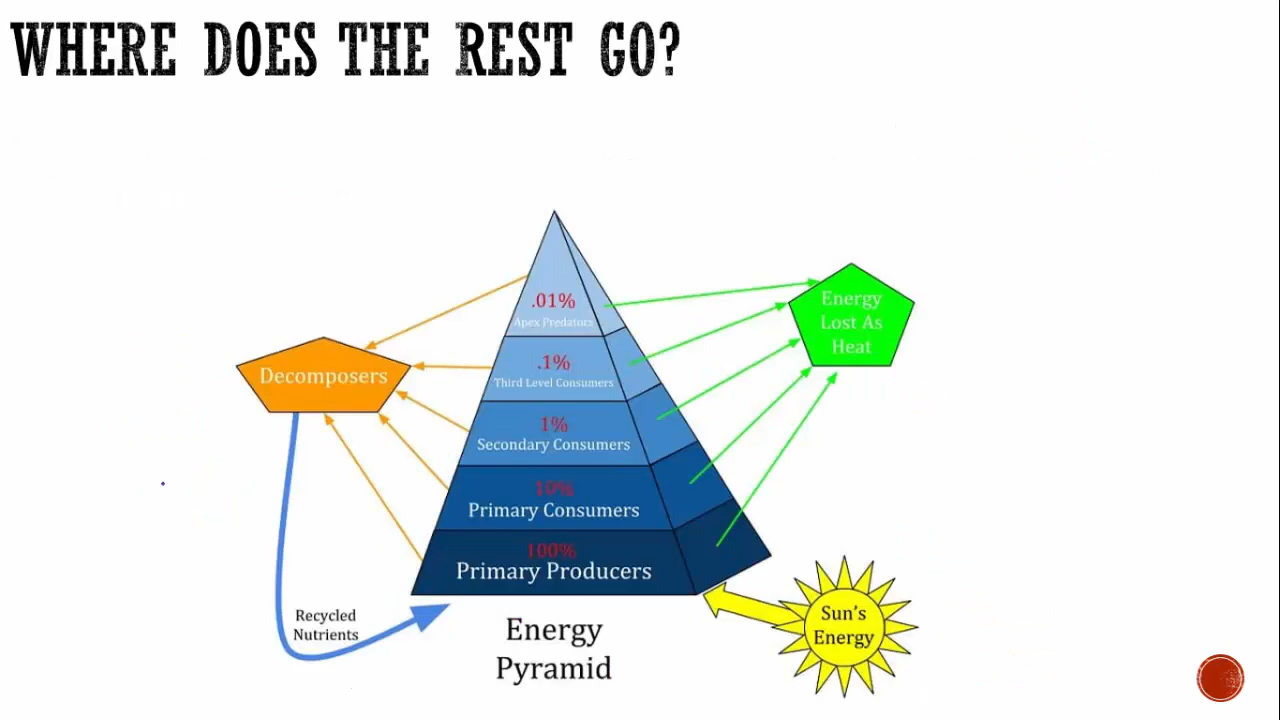 WHERE DOES THE REST GO?
.01%
Apex Predators
.1%
Third Level Consumers
1%
Secondary Consumers
10%
Primary Consumers
100%
Primary Producers
Energy
Pyramid
Decomposers
Recycled
Nutrients
Energy
Lost As
Heat
Sun's
Energy